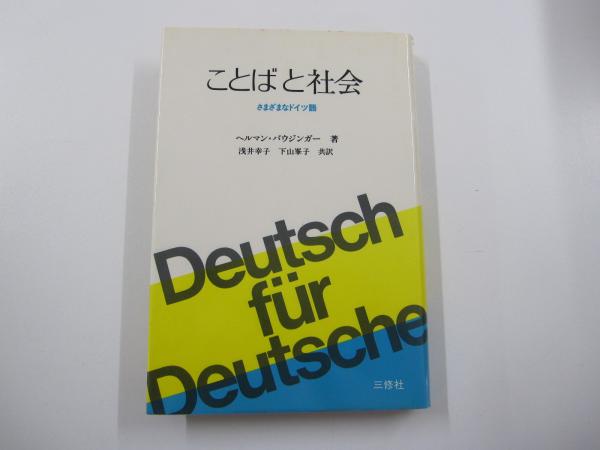 ことばと社会
さまざまなドイツ語
ヘルマン・バウジンガー 著
浅井幸子 下山峯子 共訳
Deutsch
für
Deutsche
三修社